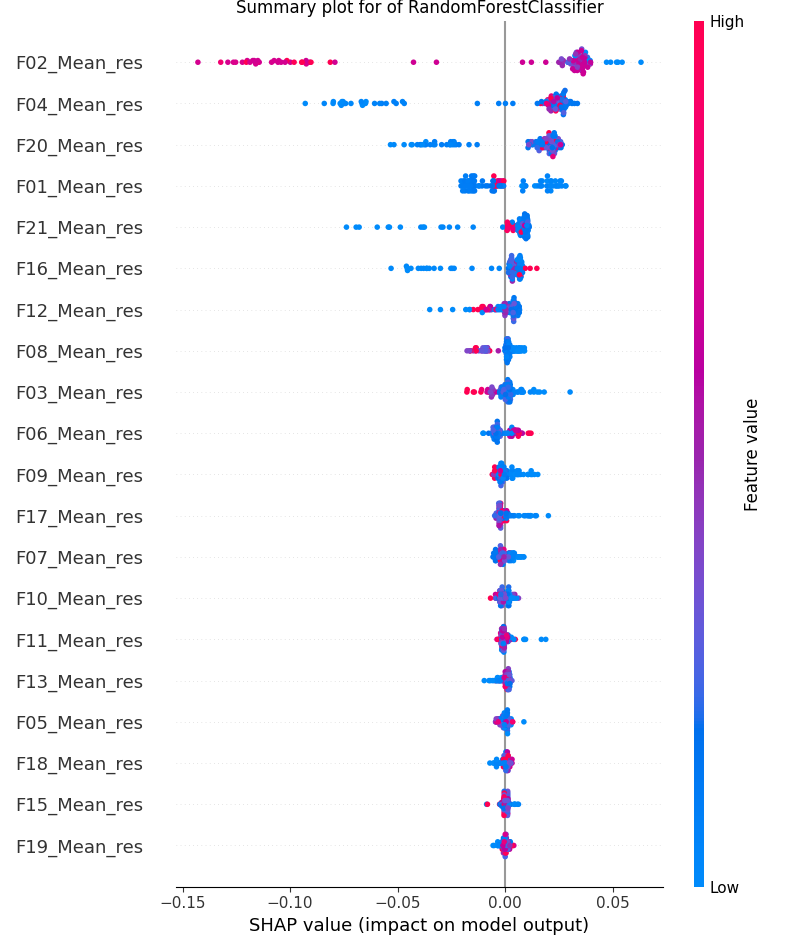 Summary plot for of RandomForestClassifier
High
F02_Mean_res
F04_Mean_res
F20_Mean_res
F01_Mean_res
F21_Mean_res
F16_Mean_res
F12_Mean_res
F08_Mean_res
F03_Mean_res
F06_Mean_res
F09_Mean_res
F17_Mean_res
F07_Mean_res
F10_Mean_res
F11_Mean_res
F13_Mean_res
F05_Mean_res
F18_Mean_res
F15_Mean_res
F19_Mean_res
Feature value
Low
−0.15 −0.10 −0.05 0.00 0.05
SHAP value (impact on model output)